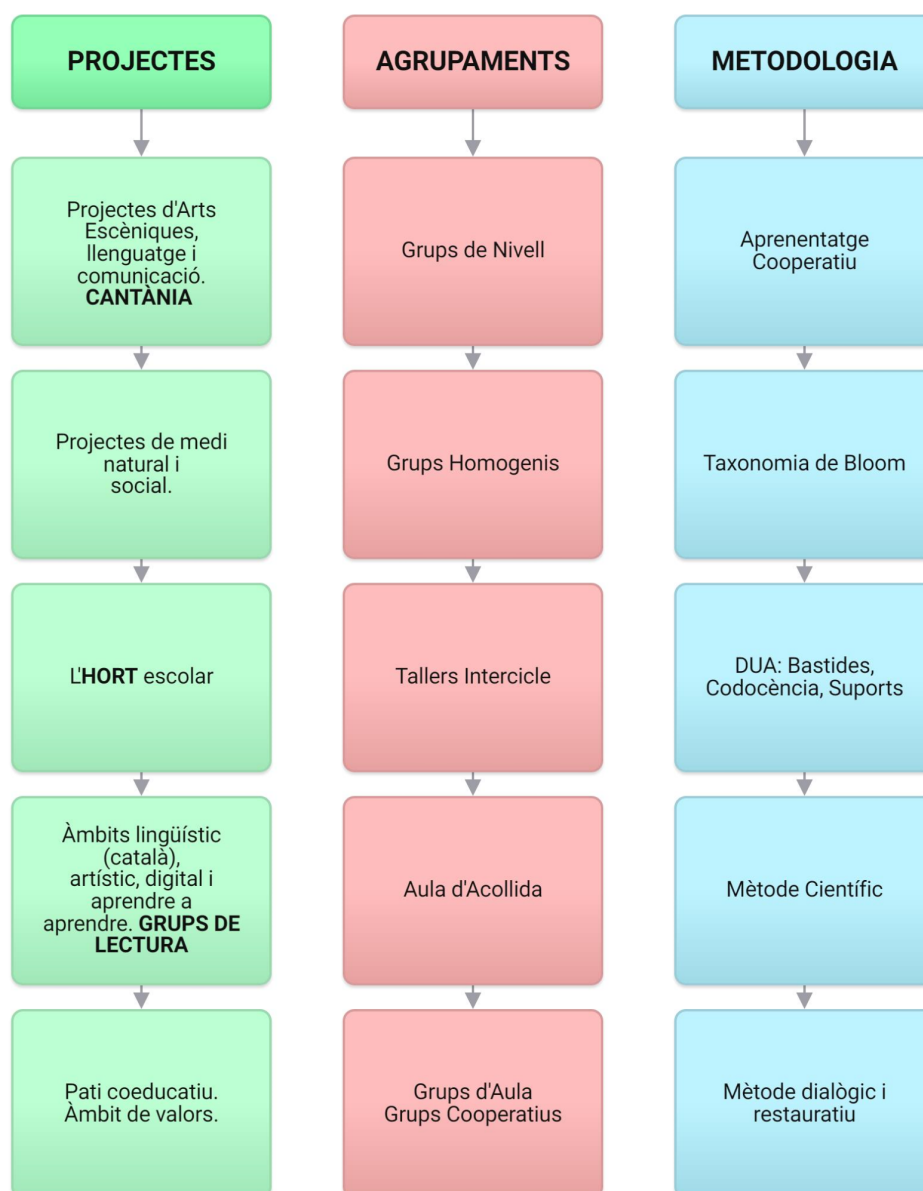 PROJECTES
Projectes d'Arts
Escèniques,
llenguatge i
comunicació.
CANTÀNIA
Projectes de medi
natural i
social.
L'HORT escolar
Àmbits lingüístic
(català),
artístic, digital i
aprendre a
aprendre. GRUPS DE
LECTURA
Pati coeducatiu.
Àmbit de valors.
AGRUPAMENTS
Grups de Nivell
Grups Homogenis
Tallers Intercicle
Aula d'Acollida
Grups d'Aula
Grups Cooperatius
METODOLOGIA
Aprenentatge
Cooperatiu
Taxonomia de Bloom
DUA: Bastides,
Codocència, Suports
Mètode Científic
Mètode dialògic i
restauratiu